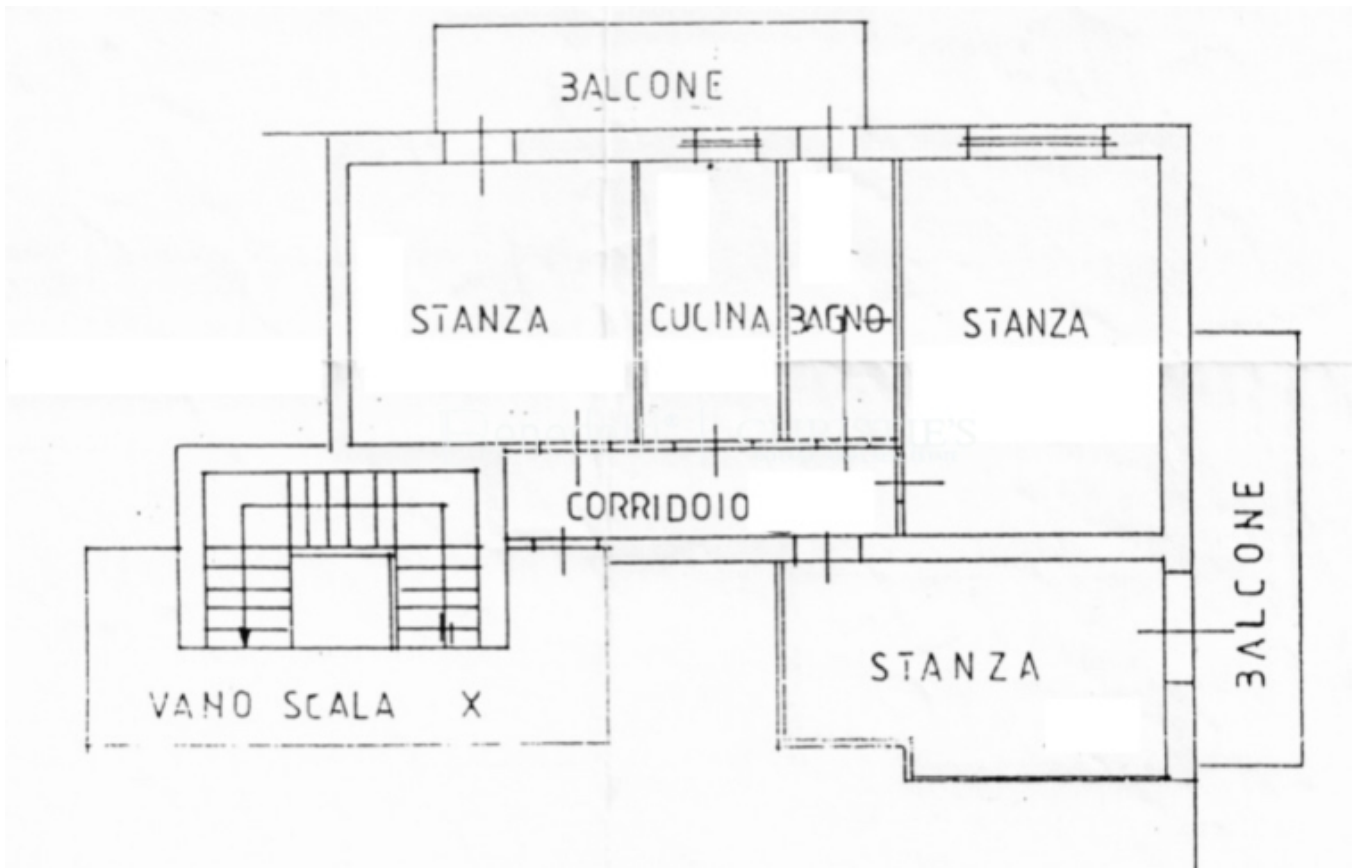 BALCONE
STANZA
CUCINA
BAGNO
STANZA
CORRIDOIO
BALCONE
STANZA
VANO SCALA X